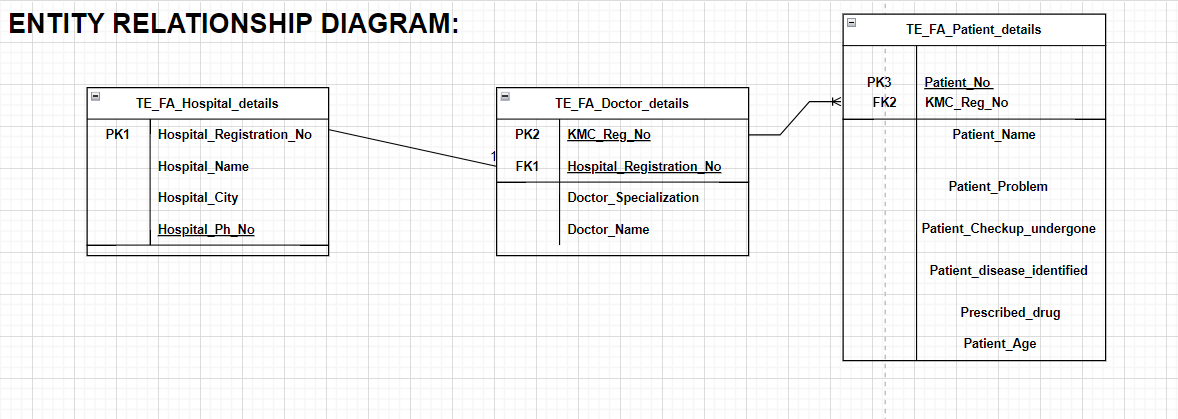 ENTITY RELATIONSHIP DIAGRAM:
TE_FA_Hospital_details
PK1 Hospital_Registration_No
Hospital_Name
Hospital_City
Hospital_Ph_No
1
TE_FA_Doctor_details
PK2 KMC_Reg_No
FK1 Hospital_Registration_No
Doctor_Specialization
Doctor_Name
TE_FA_Patient_details
PK3 Patient_No
FK2 KMC_Reg_No
Patient_Name
Patient_Problem
Patient_Checkup_undergone
Patient_disease_identified
Prescribed_drug
Patient_Age